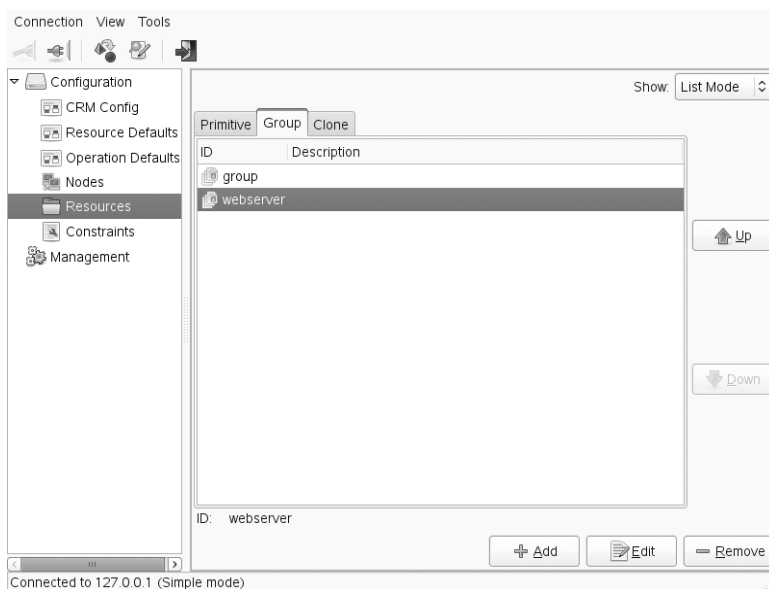 Connection View Tools
Configuration
CRM Config
Resource Defaults
Operation Defaults
Nodes
Resources
Constraints
Management
Show: List Mode
Primitive Group Clone
ID Description
group
webserver
Up
Down
ID: webserver
Add Edit Remove
Connected to 127.0.0.1 (Simple mode)